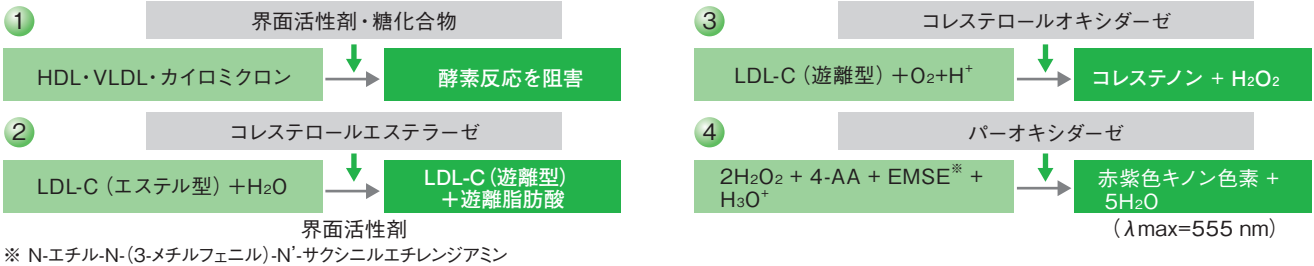 1
界面活性剤・糖化合物
HDL・VLDL・カイロミクロン
酵素反応を阻害
2
コレステロールエステラーゼ
LDL-C（エステル型）+H2O
LDL-C（遊離型）
+遊離脂肪酸
界面活性剤
※ N-エチル-N-(3-メチルフェニル)-N'-サクシニルエチレンジアミン
3
コレステロールオキシダーゼ
LDL-C（遊離型）+O2+H+
コレステノン + H2O2
4
パーオキシダーゼ
2H2O2 + 4-AA + EMSE※ +
H3O+
赤紫色キノン色素 +
5H2O
（λmax=555 nm）